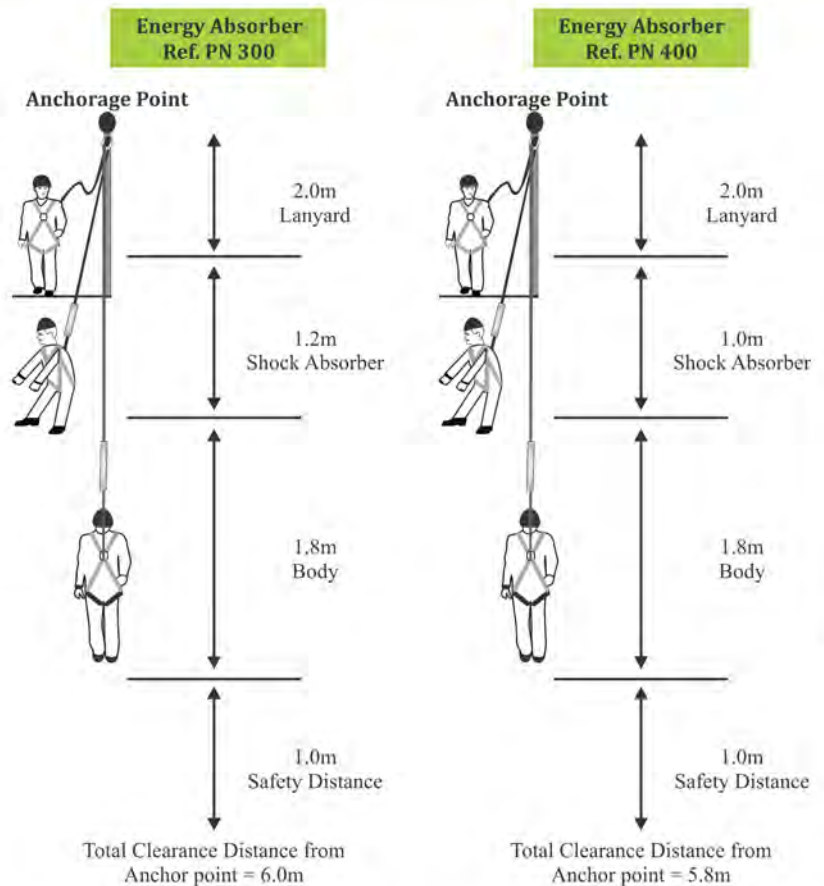 Energy Absorber
Ref. PN 300
Anchorage Point
2.0m
Lanyard
1.2m
Shock Absorber
1.8m
Body
1.0m
Safety Distance
Total Clearance Distance from
Anchor point = 6.0m
Energy Absorber
Ref. PN 400
Anchorage Point
2.0m
Lanyard
1.0m
Shock Absorber
1.8m
Body
1.0m
Safety Distance
Total Clearance Distance from
Anchor point = 5.8m